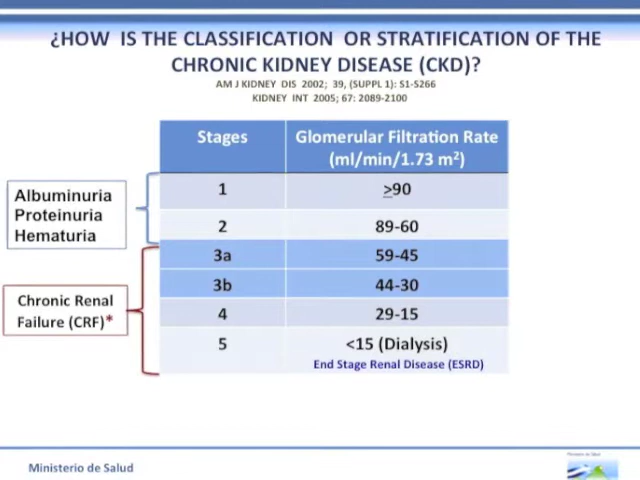 ¿HOW IS THE CLASSIFICATION OR STRATIFICATION OF THE
CHRONIC KIDNEY DISEASE (CKD)?
AM J KIDNEY DIS 2002; 39, (SUPPL 1): S1-S266
KIDNEY INT 2005; 67: 2089-2100
Stages Glomerular Filtration Rate
(ml/min/1.73 m²)
Albuminuria
Proteinuria
Hematuria
1 ≥90
2 89-60
3a 59-45
3b 44-30
Chronic Renal
Failure (CRF)*
4 29-15
5 <15 (Dialysis)
End Stage Renal Disease (ESRD)
Ministerio de Salud